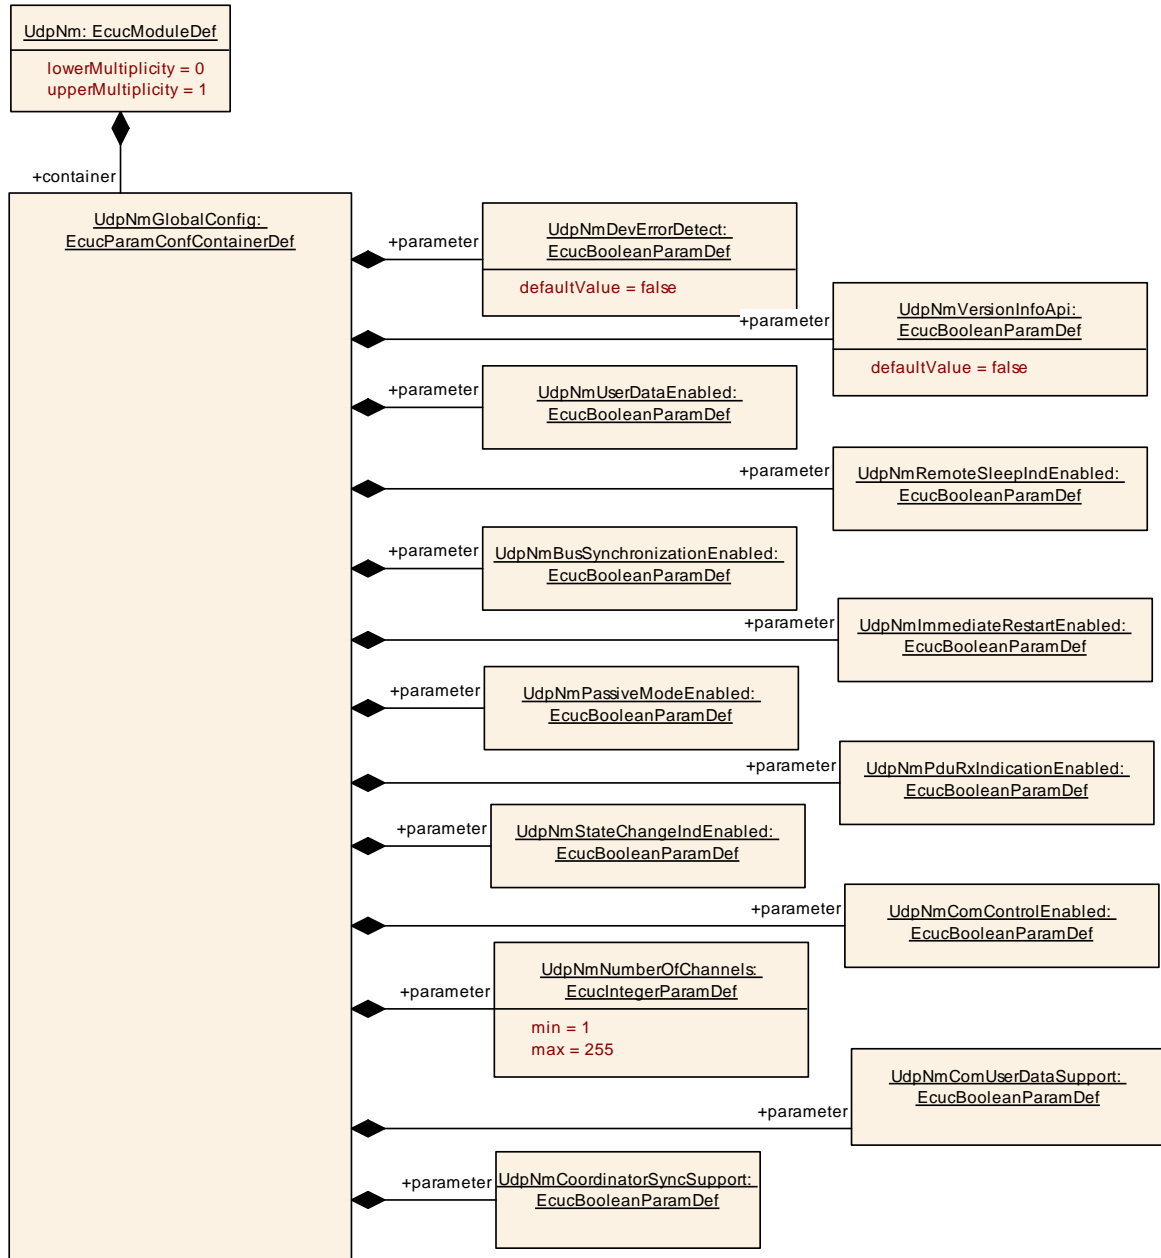 UdpNm: EcucModuleDef
lowerMultiplicity = 0
upperMultiplicity = 1
+container
UdpNmGlobalConfig:
EcucParamConfContainerDef
+parameter
UdpNmDevErrorDetect:
EcucBooleanParamDef
defaultValue = false
+parameter
UdpNmVersionInfoApi:
EcucBooleanParamDef
defaultValue = false
+parameter
UdpNmUserDataEnabled:
EcucBooleanParamDef
+parameter
UdpNmRemoteSleepIndEnabled:
EcucBooleanParamDef
+parameter
UdpNmBusSynchronizationEnabled:
EcucBooleanParamDef
+parameter
UdpNmImmediateRestartEnabled:
EcucBooleanParamDef
+parameter
UdpNmPassiveModeEnabled:
EcucBooleanParamDef
+parameter
UdpNmPduRxIndicationEnabled:
EcucBooleanParamDef
+parameter
UdpNmStateChangeIndEnabled:
EcucBooleanParamDef
+parameter
UdpNmComControlEnabled:
EcucBooleanParamDef
+parameter
UdpNmNumberOfChannels:
EcucIntegerParamDef
min = 1
max = 255
+parameter
UdpNmComUserDataSupport:
EcucBooleanParamDef
+parameter
UdpNmCoordinatorSyncSupport:
EcucBooleanParamDef